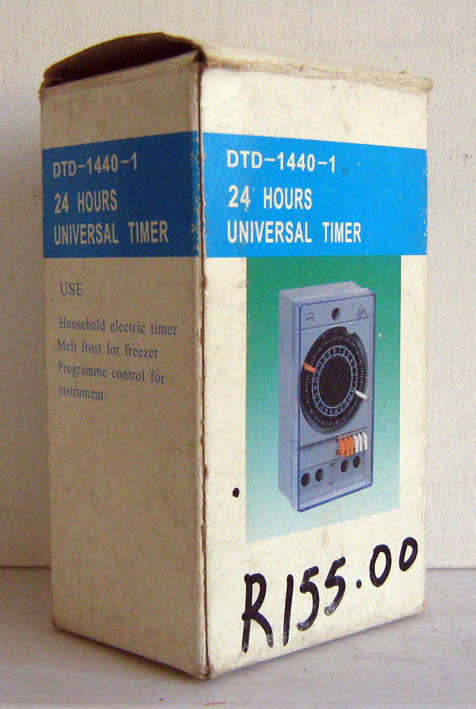 DTD-1440-1
24 HOURS
UNIVERSAL TIMER
USE
Household electric timer
Melt frost for freezer
Programme control for
instrument.
DTD-1440-1
24 HOURS
UNIVERSAL TIMER
R155.00